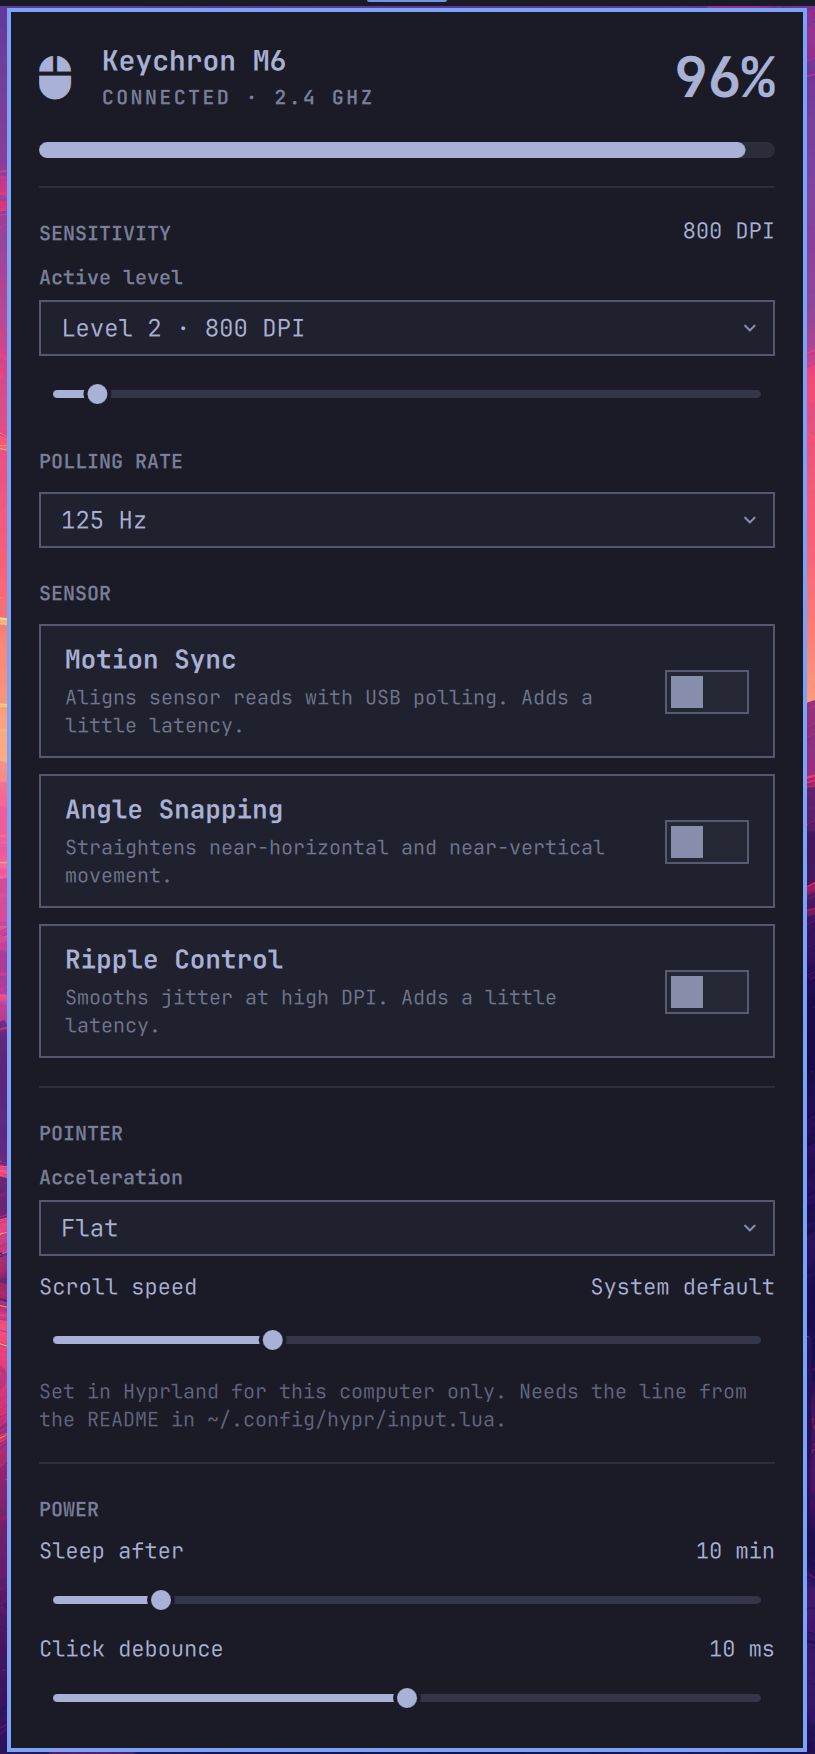 Keychron M6
CONNECTED · 2.4 GHZ
96%
SENSITIVITY
800 DPI
Active level
Level 2 · 800 DPI
POLLING RATE
125 Hz
SENSOR
Motion Sync
Aligns sensor reads with USB polling. Adds a
little latency.
Angle Snapping
Straightens near-horizontal and near-vertical
movement.
Ripple Control
Smooths jitter at high DPI. Adds a little
latency.
POINTER
Acceleration
Flat
Scroll speed
System default
Set in Hyprland for this computer only. Needs the line from
the README in ~/.config/hypr/input.lua.
POWER
Sleep after
10 min
Click debounce
10 ms